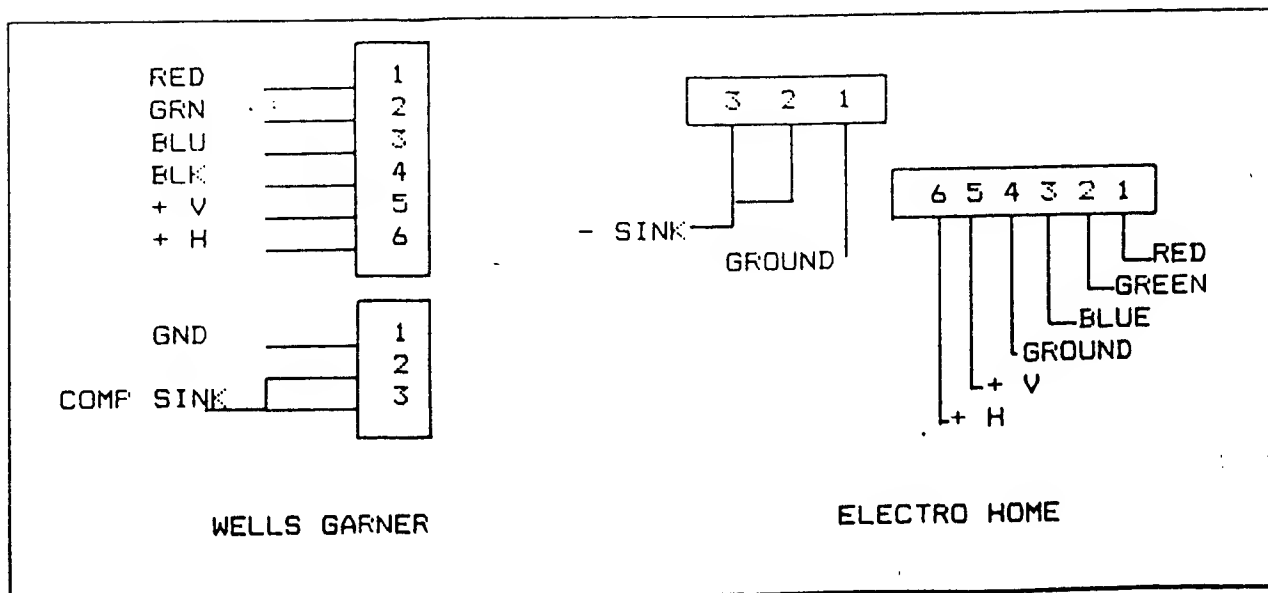 RED 1
GRN 2
BLU 3
BLK 4
+ V 5
+ H 6
GND 1
2
COMP SINK 3
WELLS GARNER
3 2 1
- SINK
GROUND
6 5 4 3 2 1
RED
GREEN
BLUE
GROUND
+ V
+ H
ELECTRO HOME